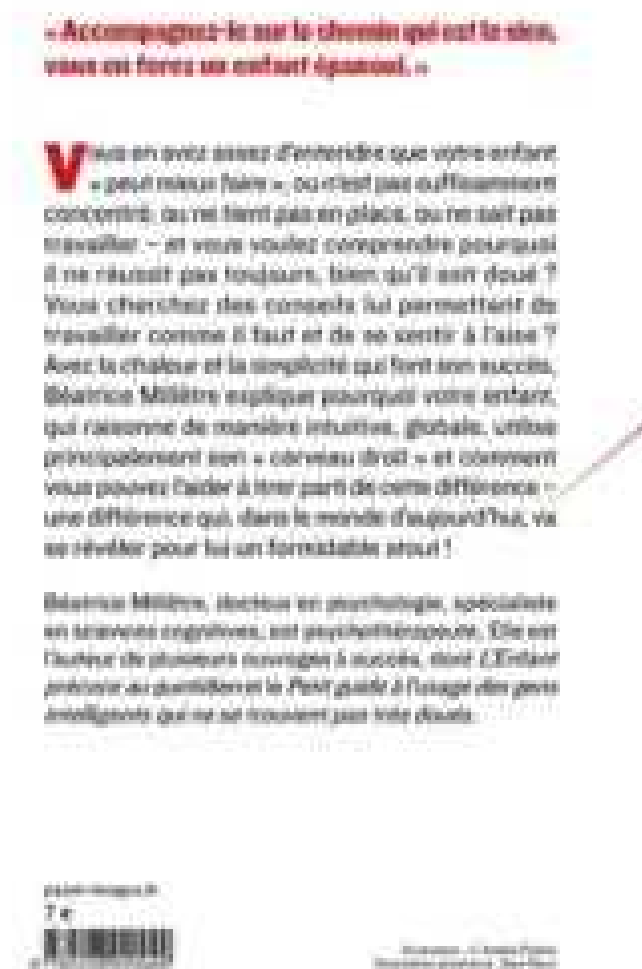 « Accompagnez-le sur le chemin qui est le sien,
vous en ferez un enfant épanoui. »
Vous en avez assez d'entendre que votre enfant
« peut mieux faire », ou n'est pas suffisamment
concentré, ou ne tient pas en place, ou ne sait pas
travailler – et vous voulez comprendre pourquoi
il ne réussit pas toujours, bien qu'il soit doué ?
Vous cherchez des conseils lui permettant de
travailler comme il faut et de se sentir à l'aise ?
Avec la chaleur et la simplicité qui font son succès,
Béatrice Millêtre explique pourquoi votre enfant,
qui raisonne de manière intuitive, globale, utilise
principalement son « cerveau droit » et comment
vous pouvez l'aider à tirer parti de cette différence –
une différence qui, dans le monde d'aujourd'hui, va
se révéler pour lui un formidable atout !
Béatrice Millêtre, docteur en psychologie, spécialiste
en sciences cognitives, est psychothérapeute. Elle est
l'auteur de plusieurs ouvrages à succès, dont L'Enfant
précoce au quotidien et le Petit guide à l'usage des gens
intelligents qui ne se trouvent pas très doués.
payot-rivages.fr
7 €